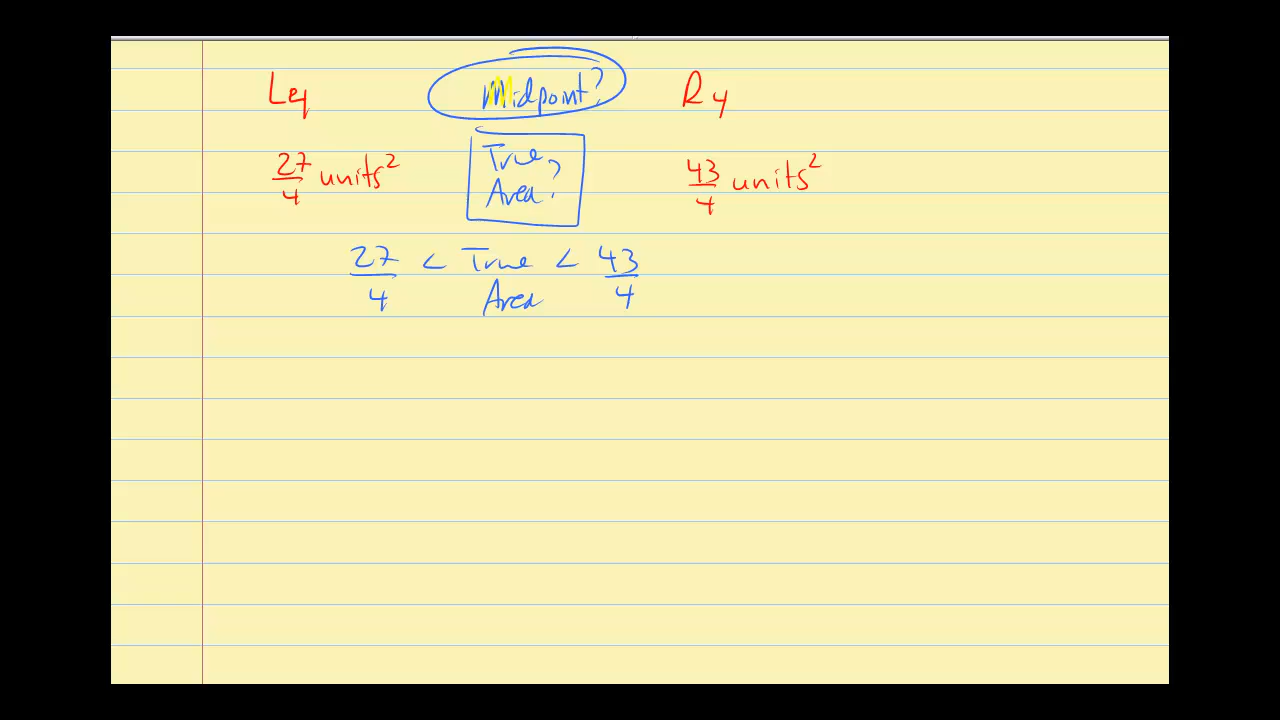 L4 Midpoint? R4
27/4 units² True Area? 43/4 units²
27/4 < True Area < 43/4